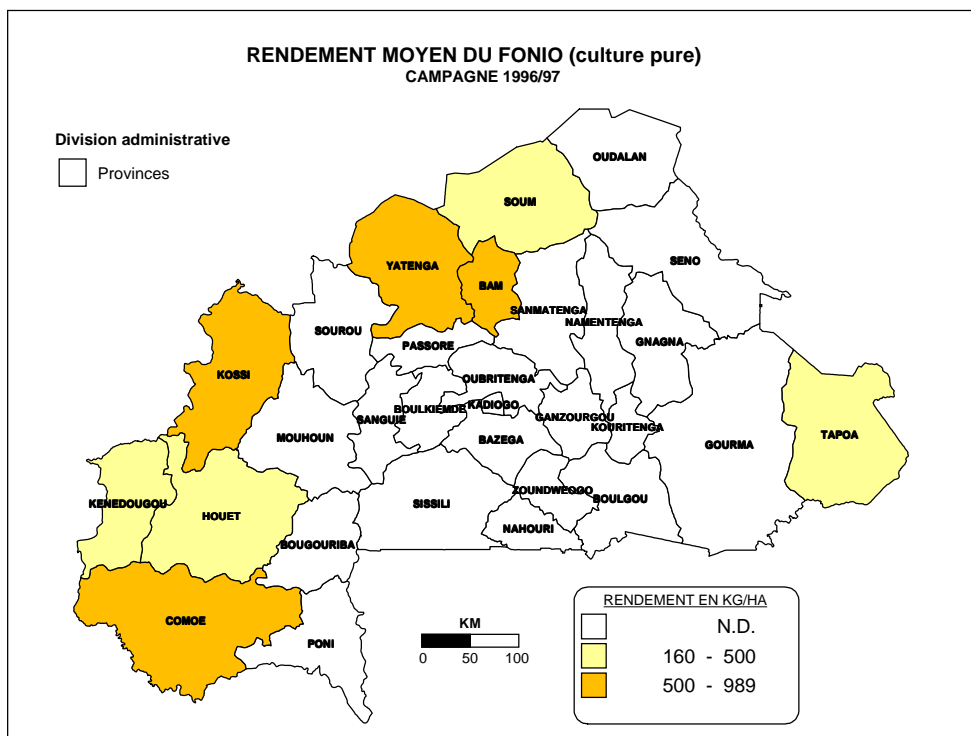 RENDEMENT MOYEN DU FONIO (culture pure)
CAMPAGNE 1996/97
Division administrative
Provinces
OUDALAN
SOUM
SENO
YATENGA
BAM
SANMATENGA
NAMENTENGA
SOUROU
PASSORE
GNAGNA
KOSSI
OUBRITENGA
BOULKIEMDE
KADIOGO
SANGUIE
GANZOURGOU
KOURITENGA
MOUHOUN
BAZEGA
GOURMA
TAPOA
KENEDOUGOU
HOUET
SISSILI
ZOUNDWEOGO
BOULGOU
NAHOURI
BOUGOURIBA
COMOE
PONI
KM
0 50 100
RENDEMENT EN KG/HA
N.D.
160 - 500
500 - 989